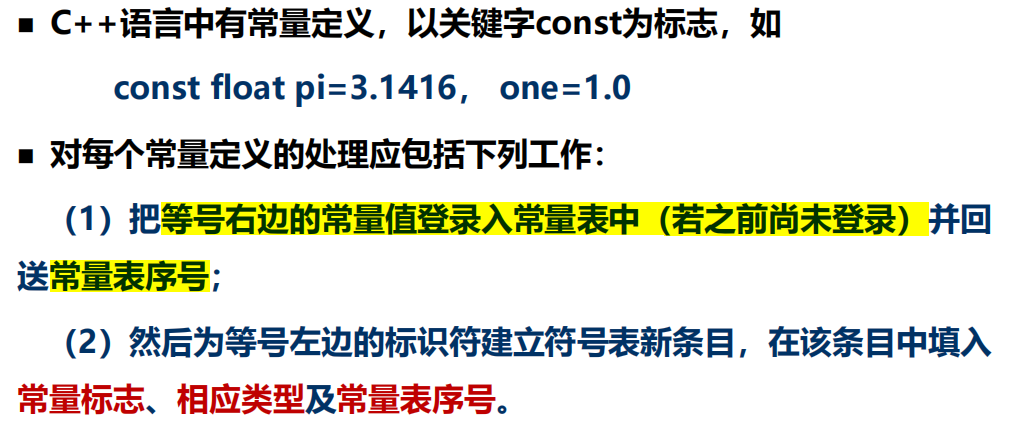 ▪ C++语言中有常量定义，以关键字const为标志，如
const float pi=3.1416， one=1.0
▪ 对每个常量定义的处理应包括下列工作：
（1）把等号右边的常量值登录入常量表中（若之前尚未登录）并回
送常量表序号；
（2）然后为等号左边的标识符建立符号表新条目，在该条目中填入
常量标志、相应类型及常量表序号。